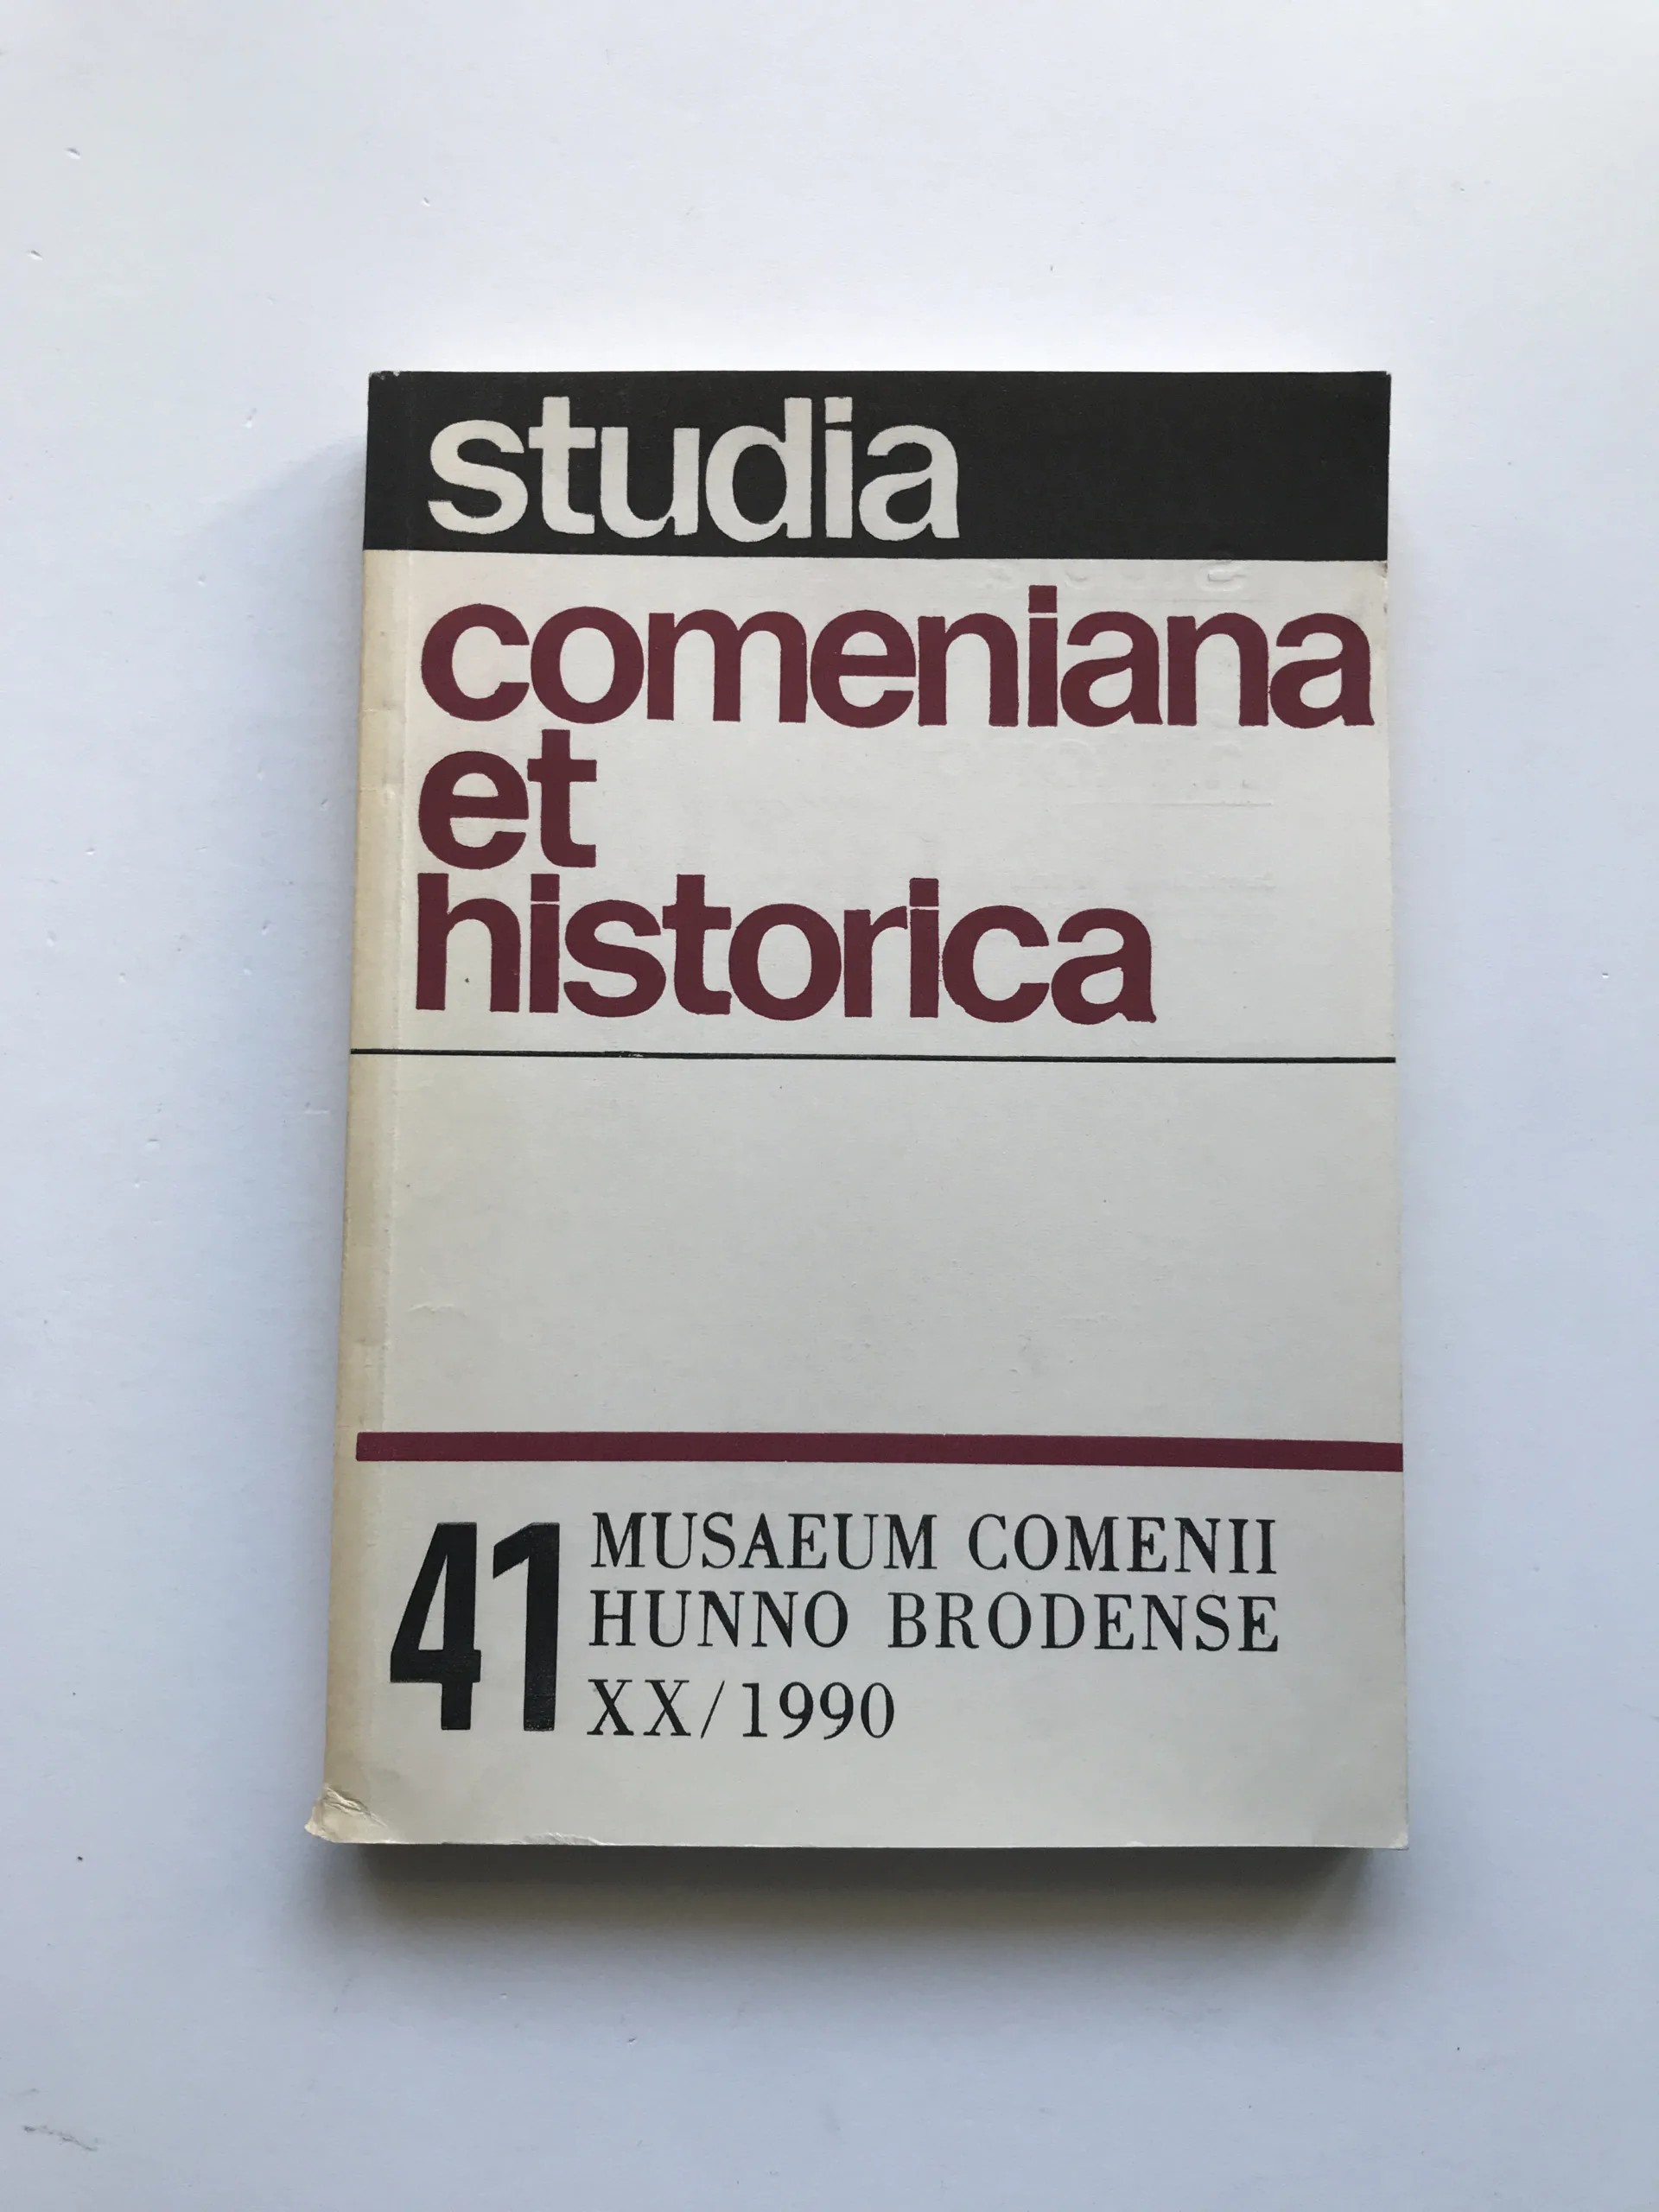 studia
comeniana
et
historica
41
MUSAEUM COMENII
HUNNO BRODENSE
XX/1990